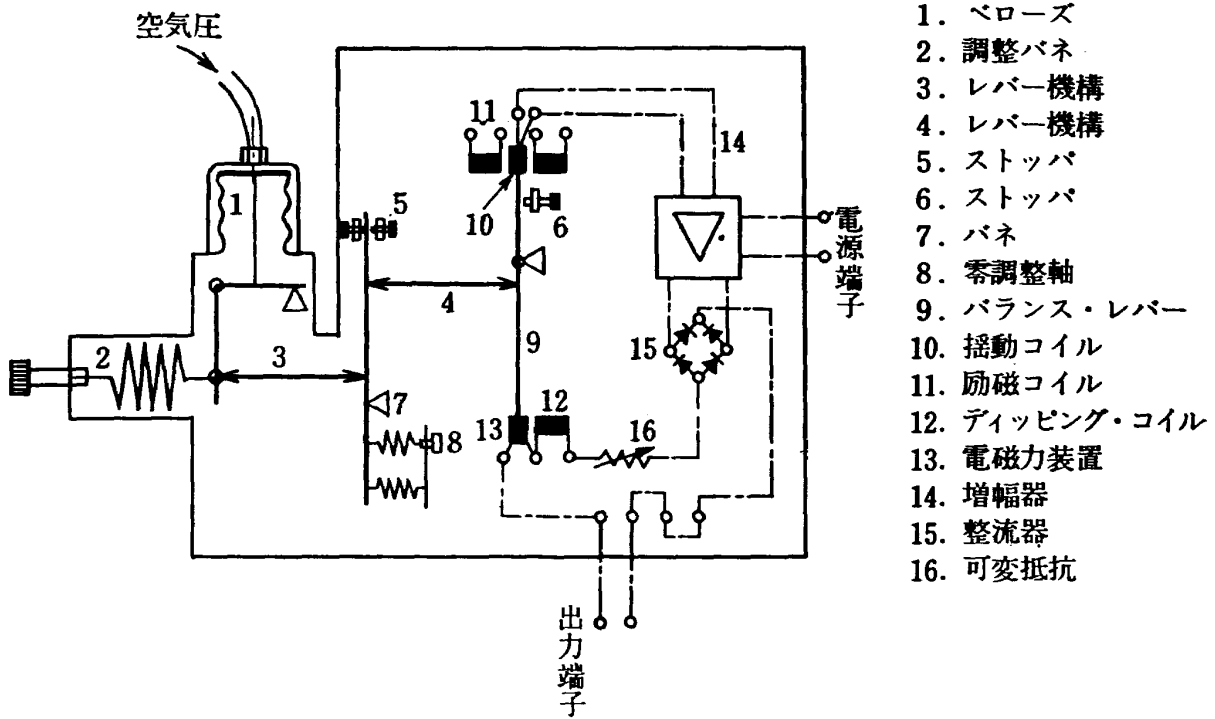 空気圧
1
2
3
4
5
6
7
8
9
10
11
12
13
14
15
16
電源端子
出力端子
1. ベローズ
2. 調整バネ
3. レバー機構
4. レバー機構
5. ストッパ
6. ストッパ
7. バネ
8. 零調整軸
9. バランス・レバー
10. 揺動コイル
11. 励磁コイル
12. ディッピング・コイル
13. 電磁力装置
14. 増幅器
15. 整流器
16. 可変抵抗